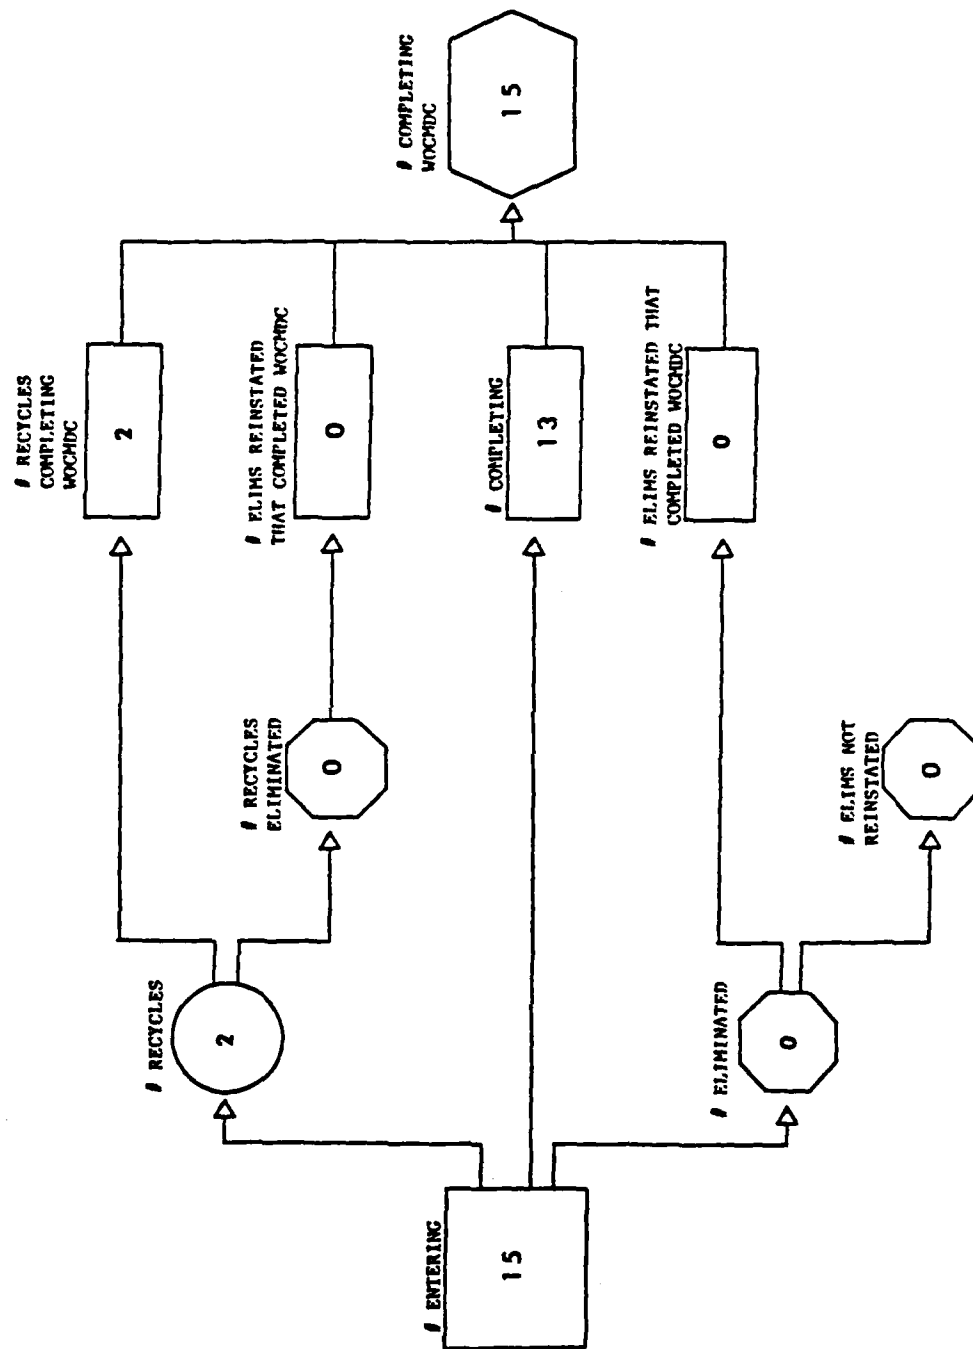 # ENTERING
15
# RECYCLES
2
# ELIMINATED
0
# RECYCLES
ELIMINATED
0
# ELIMS NOT
REINSTATED
0
# RECYCLES
COMPLETING
WOCMDC
2
# ELIMS REINSTATED
THAT COMPLETED WOCMDC
0
# COMPLETING
13
# ELIMS REINSTATED THAT
COMPLETED WOCMDC
0
# COMPLETING
WOCMDC
15